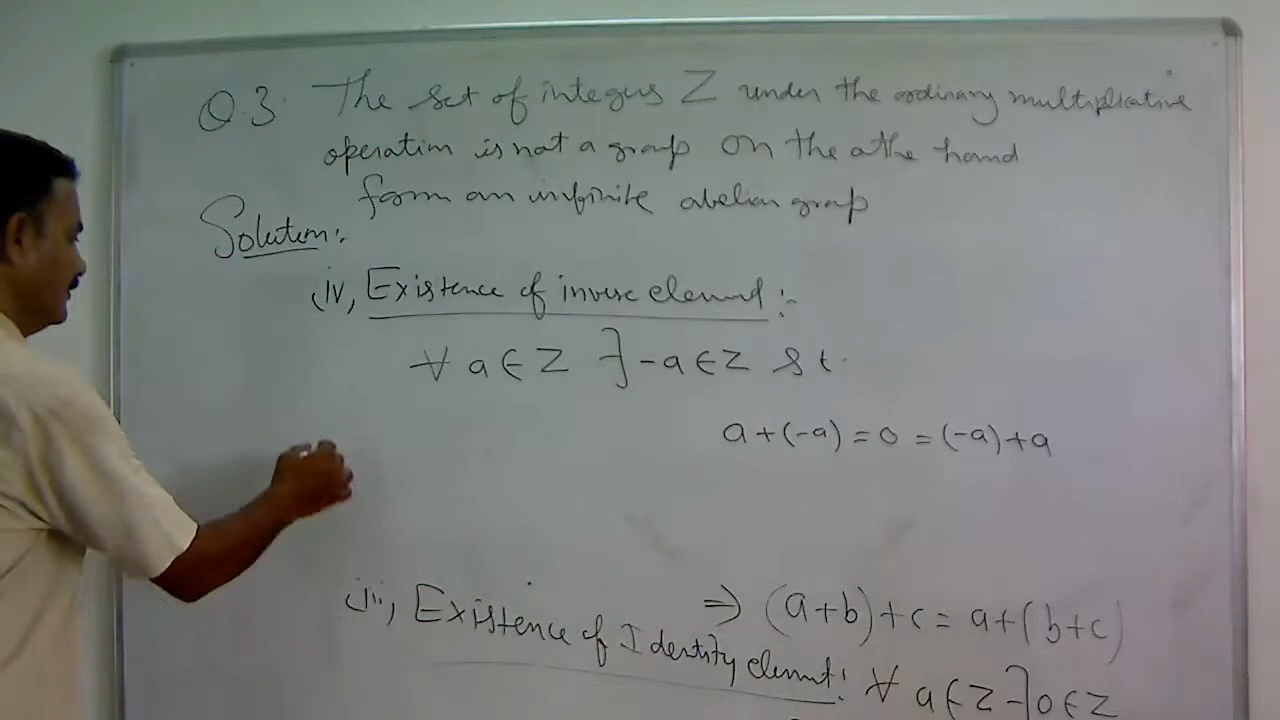 Q 3. The set of integers Z under the ordinary multiplicative
operation is not a group on the othe hand
form an infinite abelian group
Solution:
iv, Existence of inverse element :-
∀ a ∈ Z ∃ -a ∈ Z s t.
a+(-a) = 0 = (-a)+a
⇒ (a+b)+c = a+(b+c)
iii, Existence of Identity element: ∀ a ∈ Z ∃ 0 ∈ Z